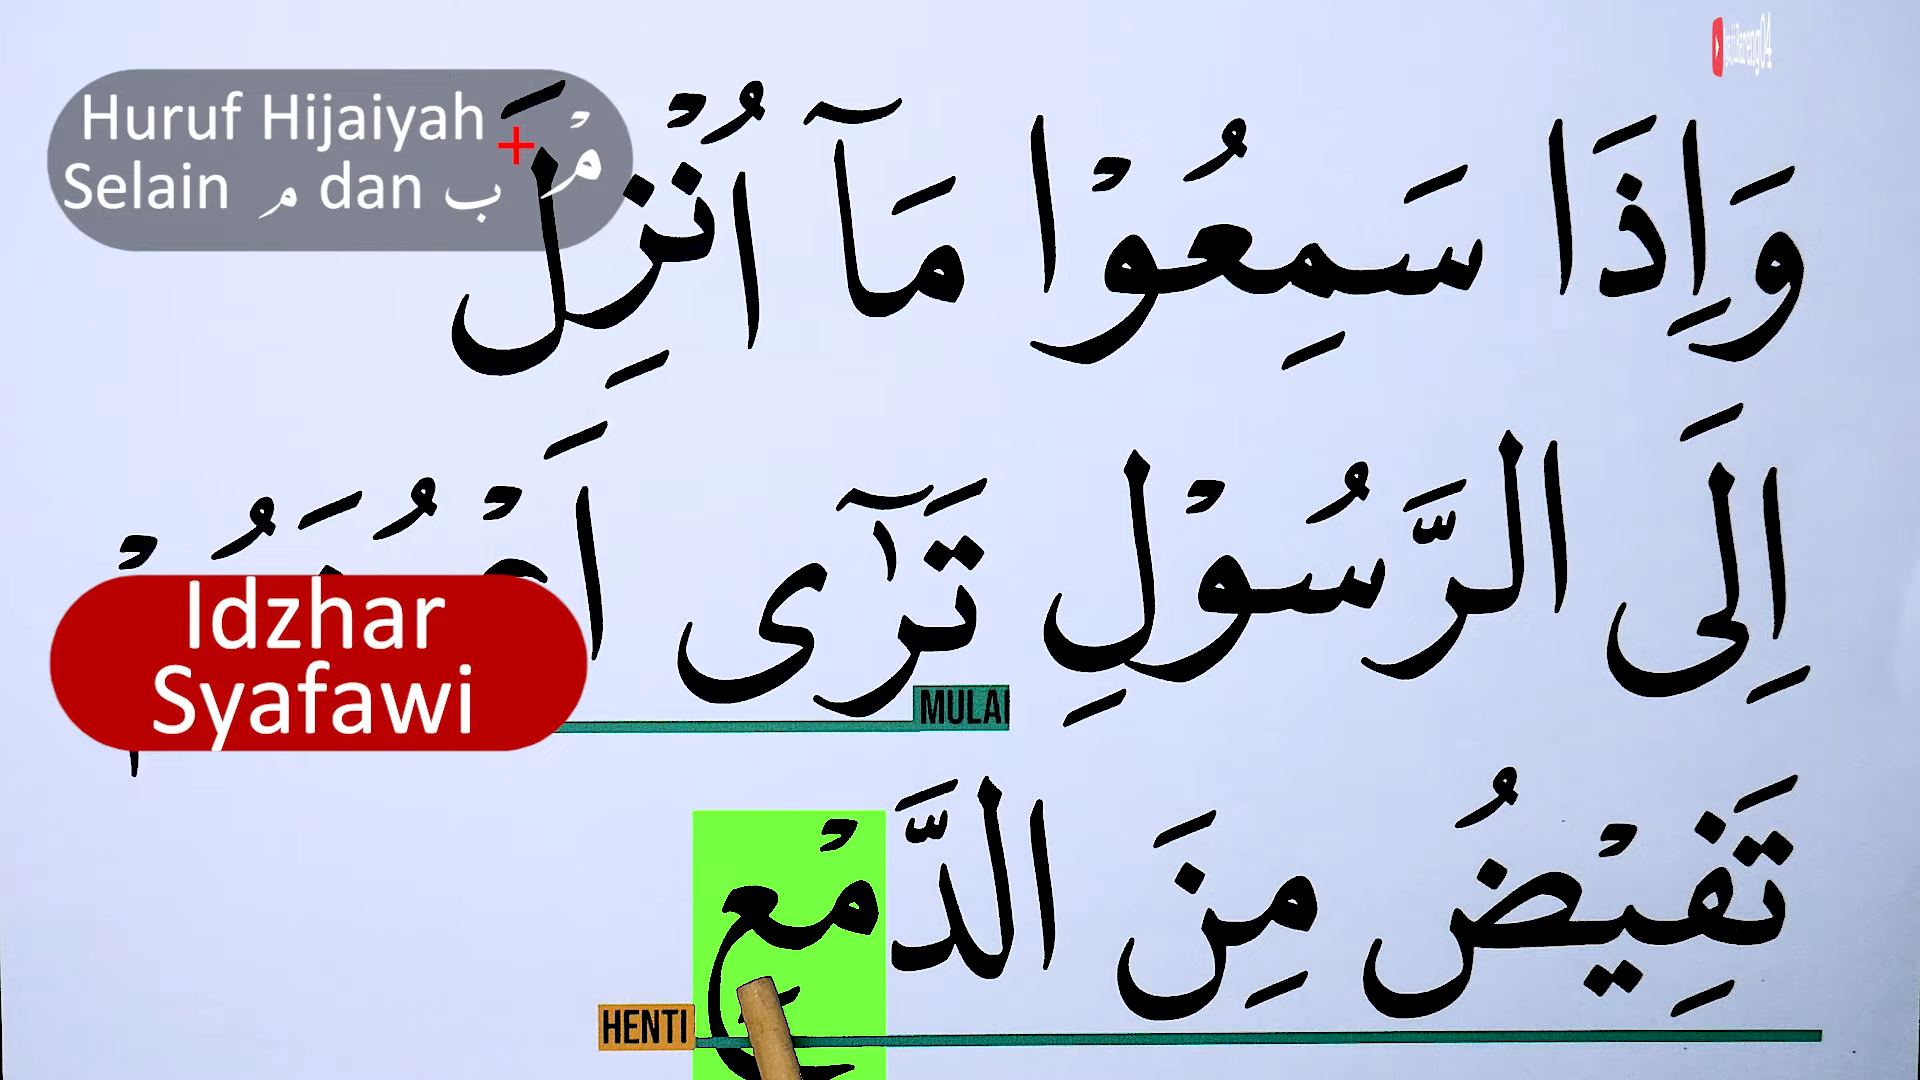 Huruf Hijaiyah + مْ
Selain م dan ب
وَاِذَا سَمِعُوْا مَآ اُنْزِلَ
اِلَى الرَّسُوْلِ تَرٰٓى
Idzhar
Syafawi
MULAI
تَفِيْضُ مِنَ الدَّمْعِ
HENTI